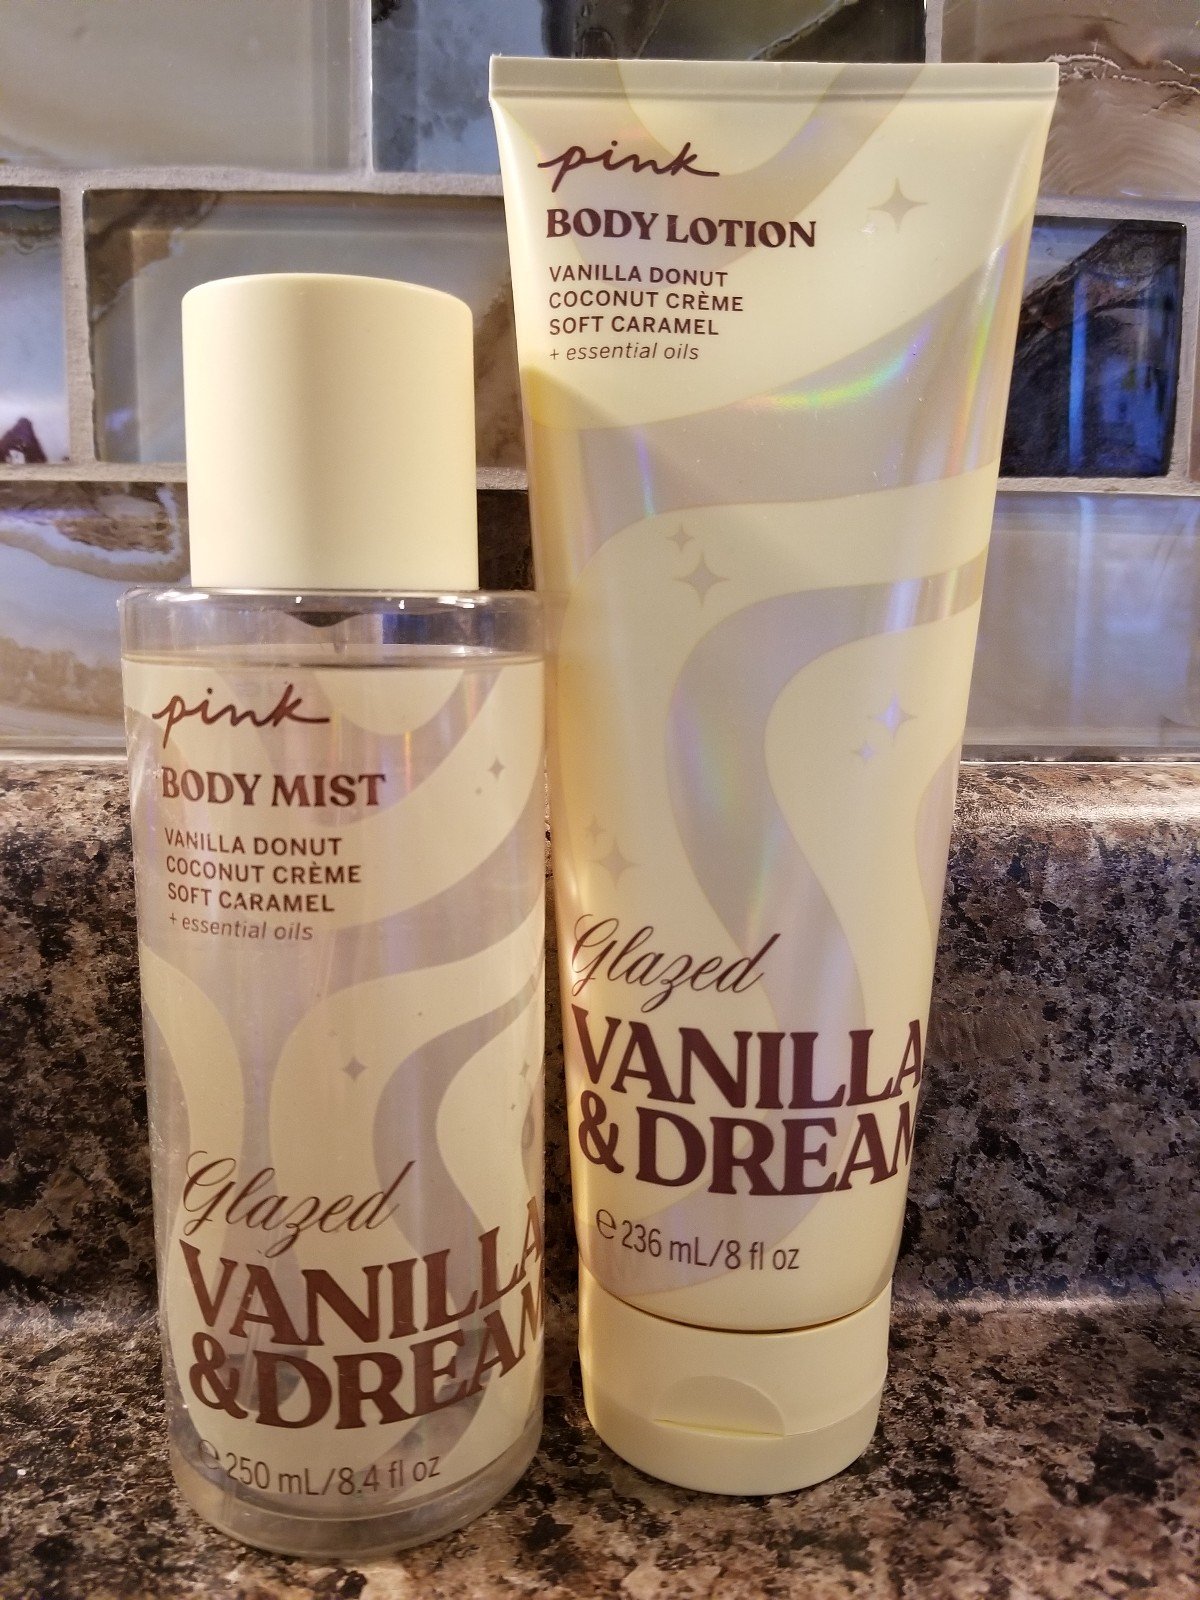 pink
BODY MIST
VANILLA DONUT
COCONUT CRÈME
SOFT CARAMEL
+ essential oils
Glazed
VANILLA
& DREAM
℮ 250 mL/8.4 fl oz
pink
BODY LOTION
VANILLA DONUT
COCONUT CRÈME
SOFT CARAMEL
+ essential oils
Glazed
VANILLA
& DREAM
℮ 236 mL/8 fl oz